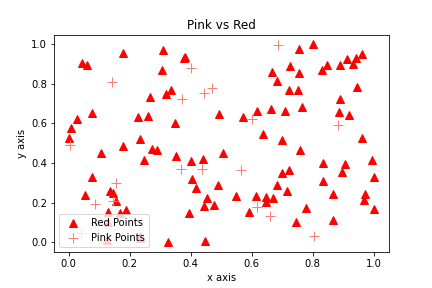 Pink vs Red
1.0
0.8
0.6
0.4
0.2
0.0
y axis
Red Points
Pink Points
0.0 0.2 0.4 0.6 0.8 1.0
x axis